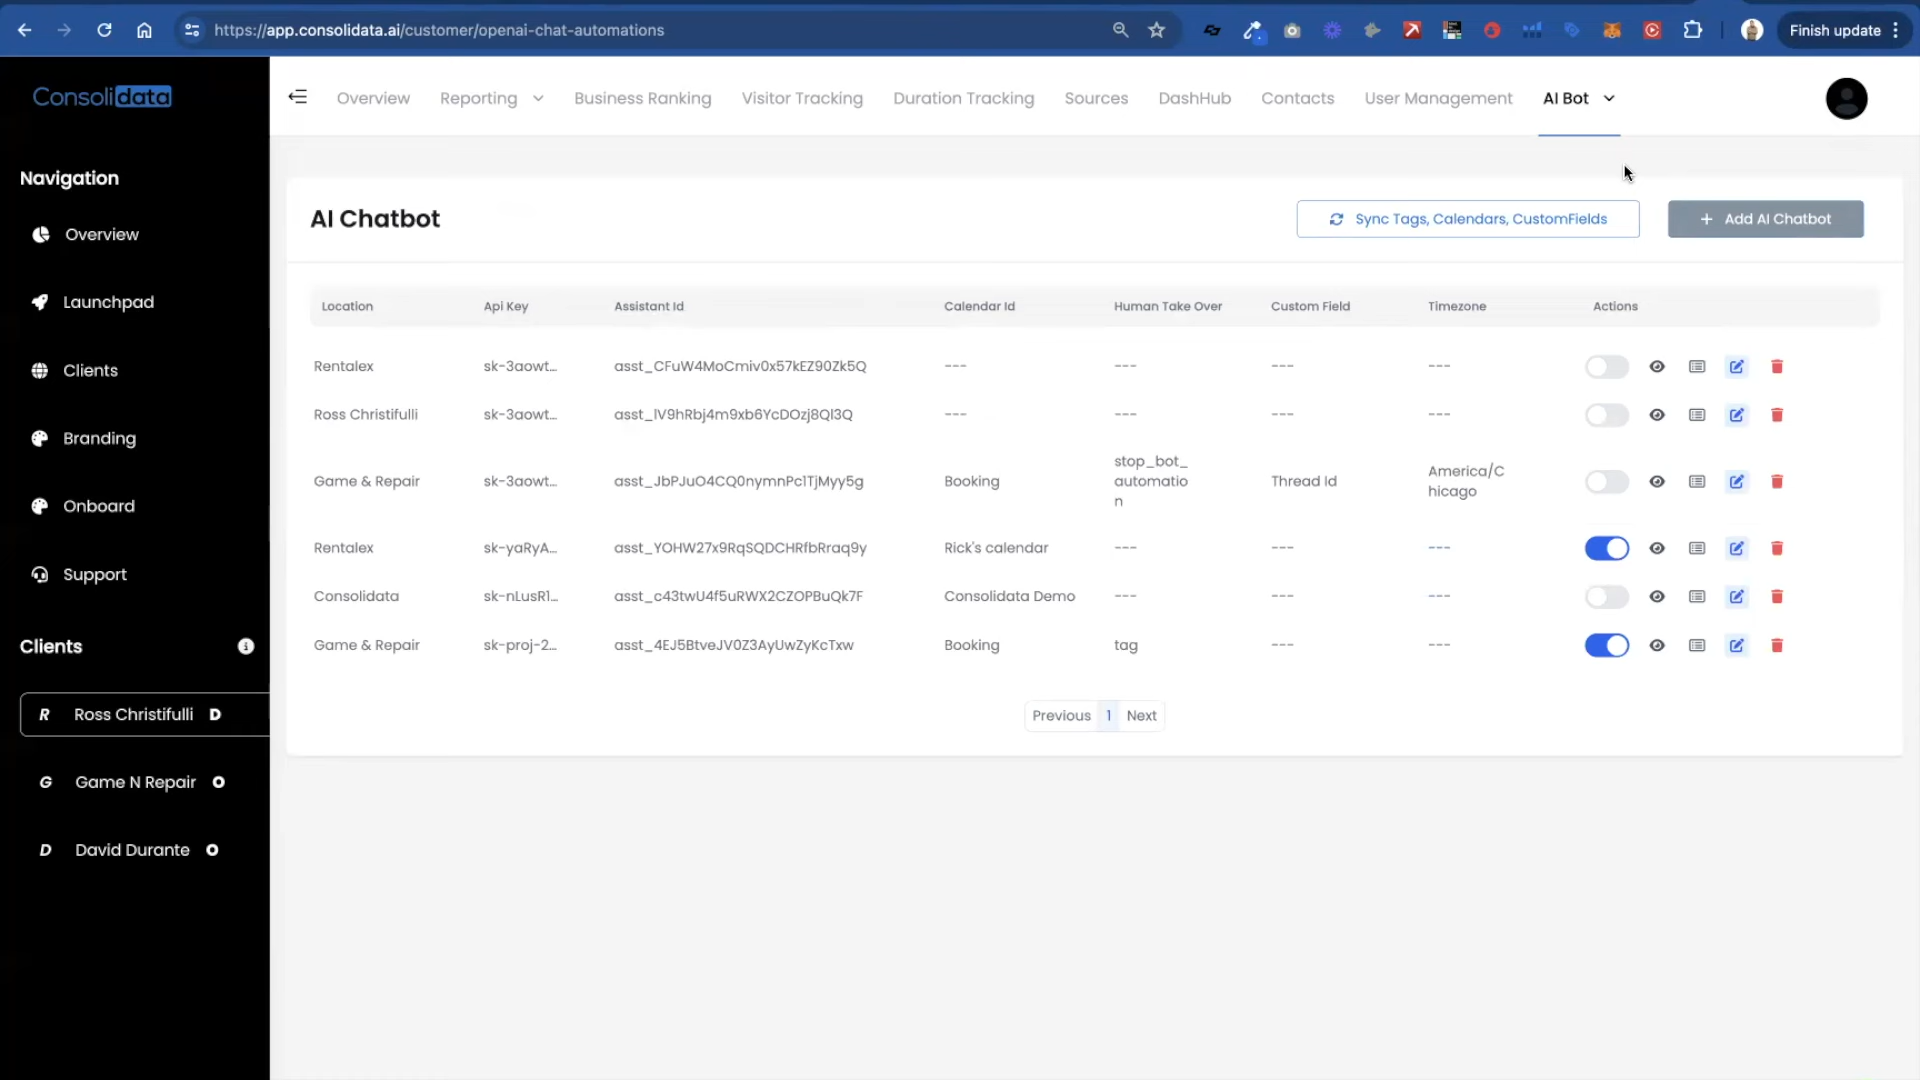 https://app.consolidata.ai/customer/openai-chat-automations
Finish update
Consolidata
Overview
Reporting
Business Ranking
Visitor Tracking
Duration Tracking
Sources
DashHub
Contacts
User Management
AI Bot
Navigation
Overview
Launchpad
Clients
Branding
Onboard
Support
Clients
R Ross Christifulli D
G Game N Repair O
D David Durante O
AI Chatbot
Sync Tags, Calendars, CustomFields
+ Add AI Chatbot
Location Api Key Assistant Id Calendar Id Human Take Over Custom Field Timezone Actions
Rentalex sk-3aowt... asst_CFuW4MoCmiv0x57kEZ90Zk5Q --- --- --- ---
Ross Christifulli sk-3aowt... asst_lV9hRbj4m9xb6YcDOzj8Ql3Q --- --- --- ---
Game & Repair sk-3aowt... asst_JbPJuO4CQ0nymnPc1TjMyy5g Booking stop_bot_automation Thread Id America/Chicago
Rentalex sk-yaRyA... asst_YOHW27x9RqSQDCHRfbRraq9y Rick's calendar --- --- ---
Consolidata sk-nLusR1... asst_c43twU4f5uRWX2CZOPBuQk7F Consolidata Demo --- --- ---
Game & Repair sk-proj-2... asst_4EJ5BtveJV0Z3AyUwZyKcTxw Booking tag --- ---
Previous 1 Next